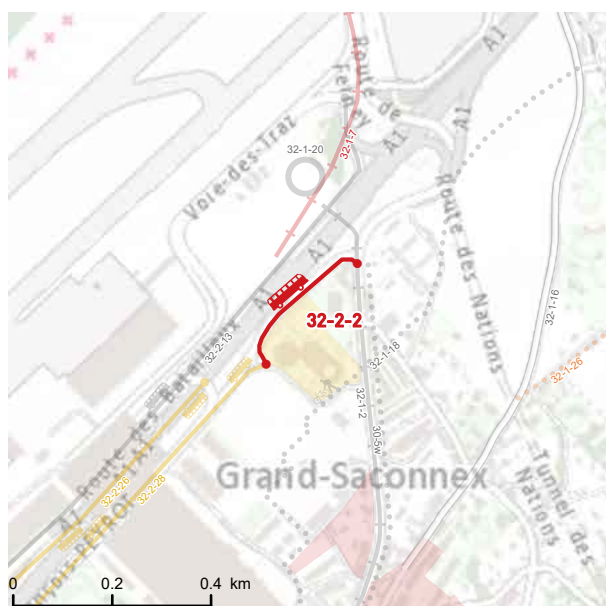 A1
Route de
Ferney
A1
A1
32-1-7
32-1-20
Voie-des-Traz
Route des Nations
A1
A1
32-2-2
32-2-13
32-1-16
32-1-18
32-1-26
32-1-2
30-5w
Route des Batailleux
Grand-Saconnex
Tunnel des
Nations
32-2-26
32-2-28
A1
0 0.2 0.4 km